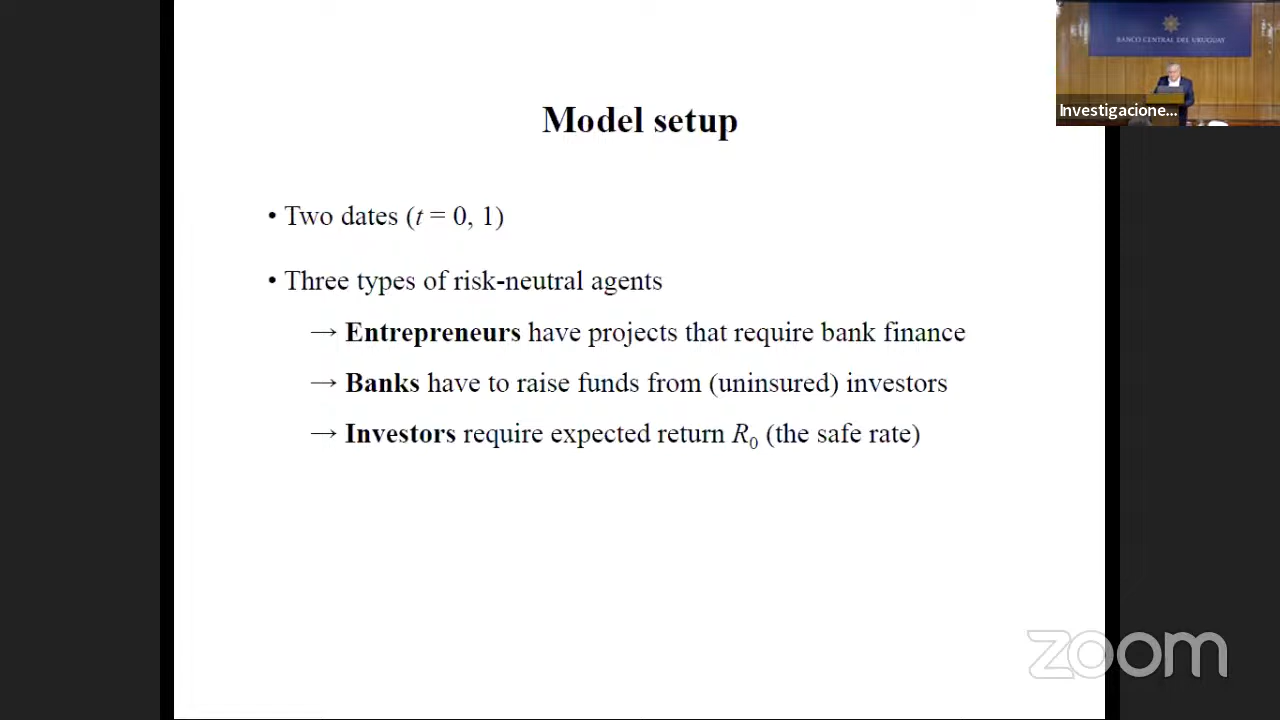 BANCO CENTRAL DEL URUGUAY
Investigacione...
Model setup
• Two dates (t = 0, 1)
• Three types of risk-neutral agents
→ Entrepreneurs have projects that require bank finance
→ Banks have to raise funds from (uninsured) investors
→ Investors require expected return R₀ (the safe rate)
zoom